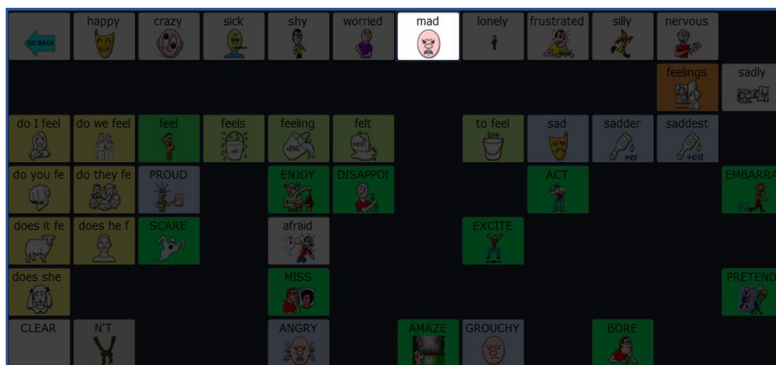 happy crazy sick shy worried mad lonely frustrated silly nervous
GO BACK
feelings sadly
do I feel do we feel feel feels feeling felt to feel sad sadder saddest
+s +ING +ed to+ +er +est
do you fe do they fe PROUD ENJOY DISAPPOI ACT EMBARRA
does it fe does he f SCARE afraid EXCITE
does she MISS PRETEND
CLEAR N'T ANGRY AMAZE GROUCHY BORE